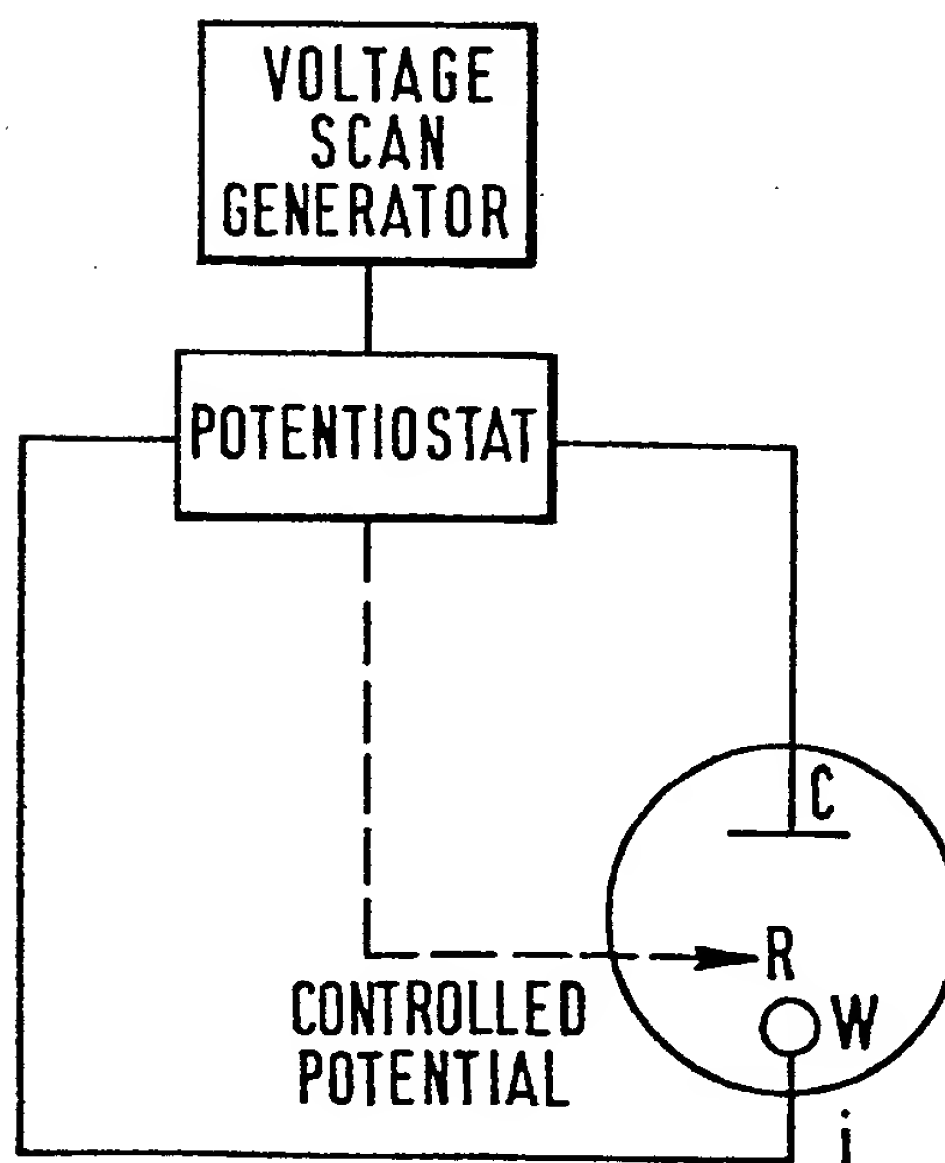 VOLTAGE
SCAN
GENERATOR
POTENTIOSTAT
C
R
W
CONTROLLED
POTENTIAL
i